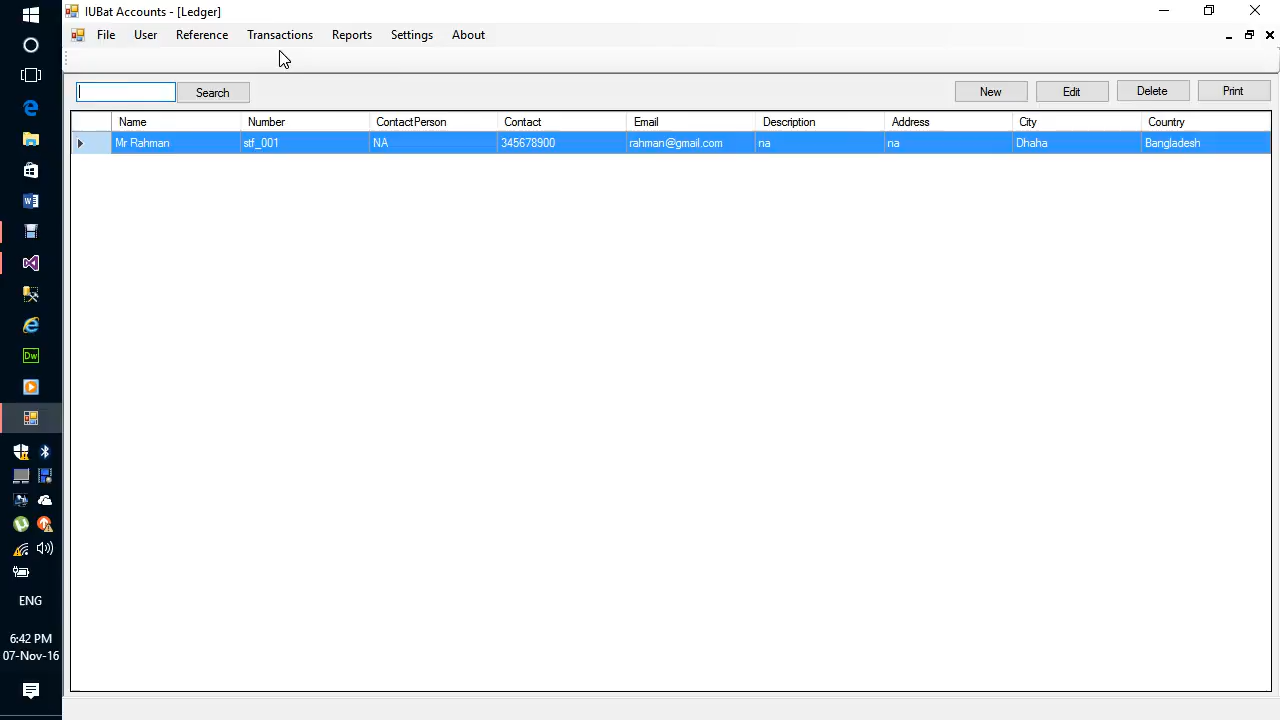 IUBat Accounts - [Ledger]
File User Reference Transactions Reports Settings About
Search New Edit Delete Print
Name Number ContactPerson Contact Email Description Address City Country
Mr Rahman stf_001 NA 345678900 rahman@gmail.com na na Dhaha Bangladesh
Dw
ENG
6:42 PM
07-Nov-16